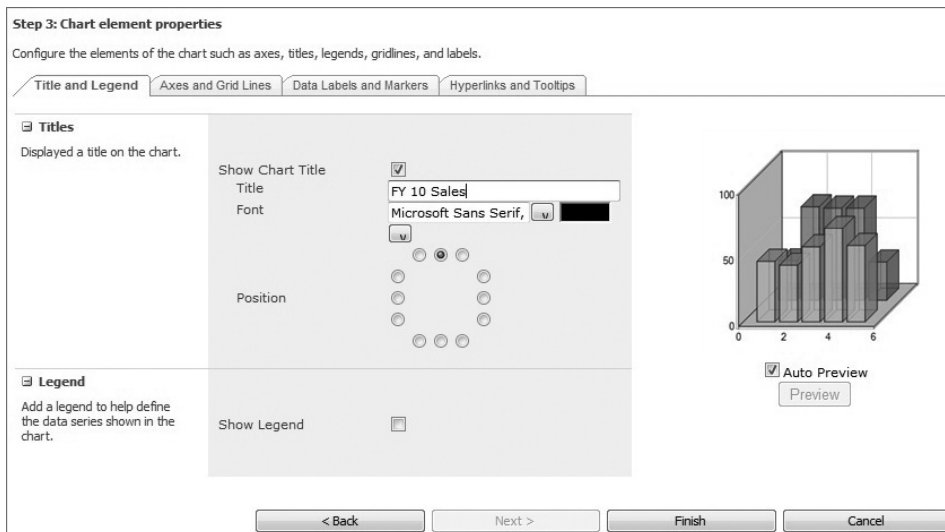 Step 3: Chart element properties
Configure the elements of the chart such as axes, titles, legends, gridlines, and labels.
Title and Legend
Axes and Grid Lines
Data Labels and Markers
Hyperlinks and Tooltips
Titles
Displayed a title on the chart.
Show Chart Title
Title
FY 10 Sales
Font
Microsoft Sans Serif,
Position
100
50
0
0 2 4 6
Auto Preview
Preview
Legend
Add a legend to help define
the data series shown in the
chart.
Show Legend
< Back
Next >
Finish
Cancel